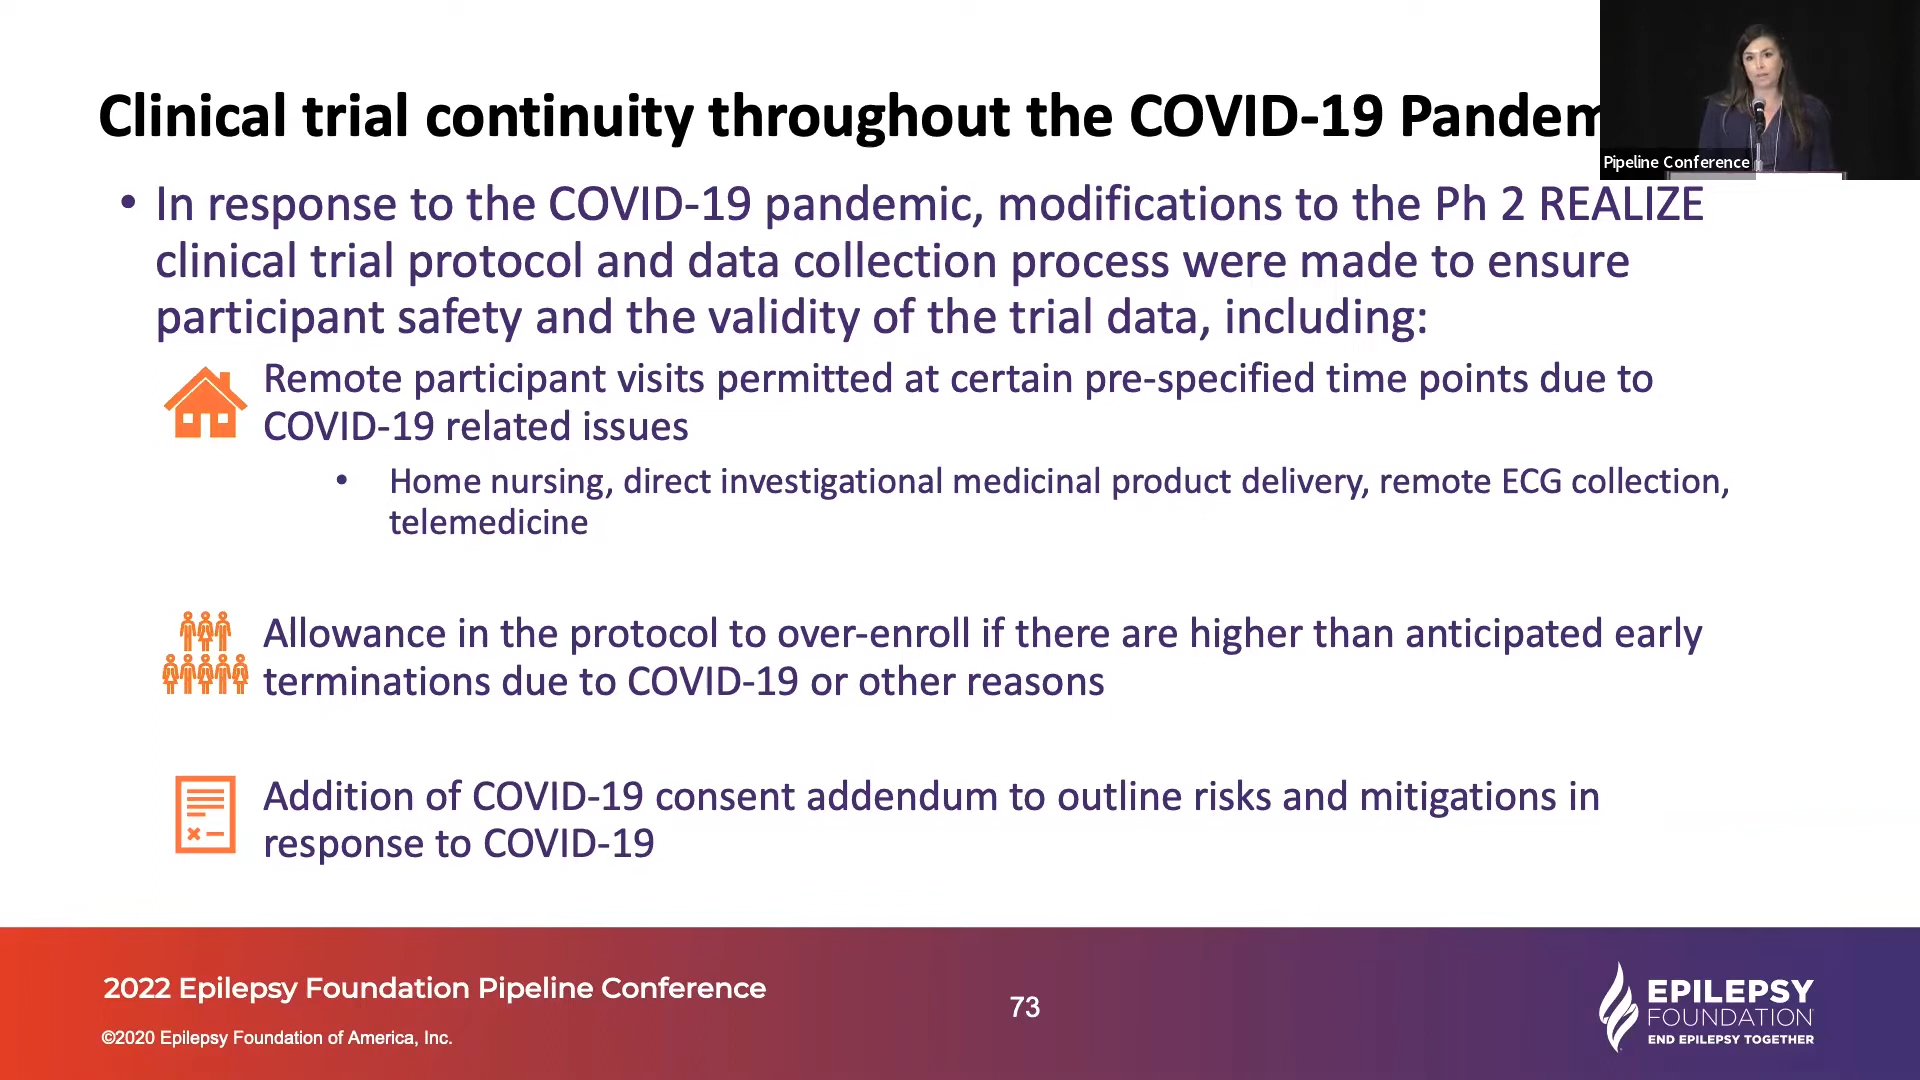 Clinical trial continuity throughout the COVID-19 Pandem
Pipeline Conference
• In response to the COVID-19 pandemic, modifications to the Ph 2 REALIZE
clinical trial protocol and data collection process were made to ensure
participant safety and the validity of the trial data, including:
Remote participant visits permitted at certain pre-specified time points due to
COVID-19 related issues
• Home nursing, direct investigational medicinal product delivery, remote ECG collection,
telemedicine
Allowance in the protocol to over-enroll if there are higher than anticipated early
terminations due to COVID-19 or other reasons
Addition of COVID-19 consent addendum to outline risks and mitigations in
response to COVID-19
2022 Epilepsy Foundation Pipeline Conference
©2020 Epilepsy Foundation of America, Inc.
73
EPILEPSY
FOUNDATION
END EPILEPSY TOGETHER